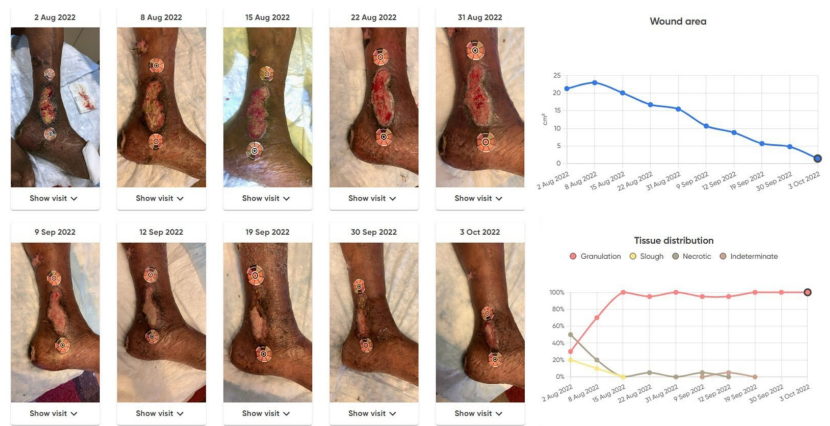 2 Aug 2022
8 Aug 2022
15 Aug 2022
22 Aug 2022
31 Aug 2022
Show visit
Show visit
Show visit
Show visit
Show visit
9 Sep 2022
12 Sep 2022
19 Sep 2022
30 Sep 2022
3 Oct 2022
Show visit
Show visit
Show visit
Show visit
Show visit
Wound area
cm²
25
20
15
10
5
0
2 Aug 2022
8 Aug 2022
15 Aug 2022
22 Aug 2022
31 Aug 2022
9 Sep 2022
12 Sep 2022
19 Sep 2022
30 Sep 2022
3 Oct 2022
Tissue distribution
Granulation Slough Necrotic Indeterminate
100%
80%
60%
40%
20%
0%
2 Aug 2022
8 Aug 2022
15 Aug 2022
22 Aug 2022
31 Aug 2022
9 Sep 2022
12 Sep 2022
19 Sep 2022
30 Sep 2022
3 Oct 2022